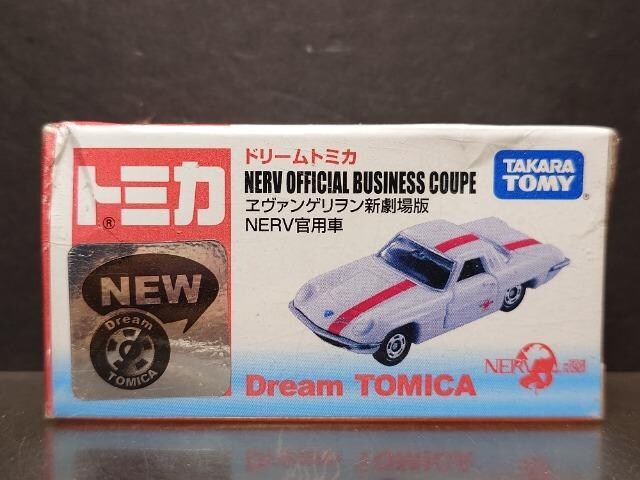 トミカ
®
ドリームトミカ
NERV OFFICIAL BUSINESS COUPE
ヱヴァンゲリヲン新劇場版
NERV官用車
TAKARA
TOMY
®
NEW
Dream
TOMICA
Dream TOMICA
NERV